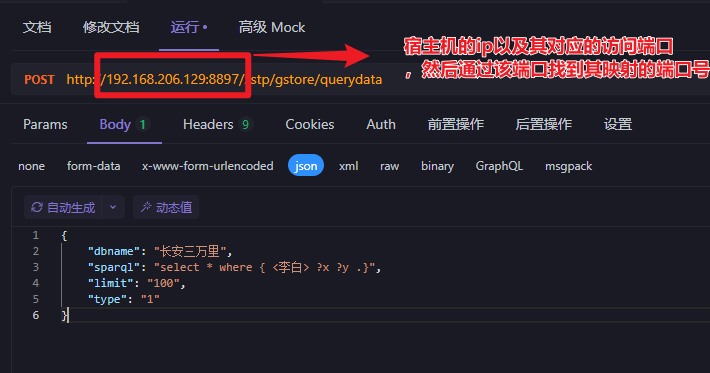 文档 修改文档 运行 高级 Mock
宿主机的ip以及其对应的访问端口
，然后通过该端口找到其映射的端口号
POST http://192.168.206.129:8897/stp/gstore/querydata
Params Body 1 Headers 9 Cookies Auth 前置操作 后置操作 设置
none form-data x-www-form-urlencoded json xml raw binary GraphQL msgpack
自动生成 动态值
1 {
2 "dbname": "长安三万里",
3 "sparql": "select * where { <李白> ?x ?y .}",
4 "limit": "100",
5 "type": "1"
6 }